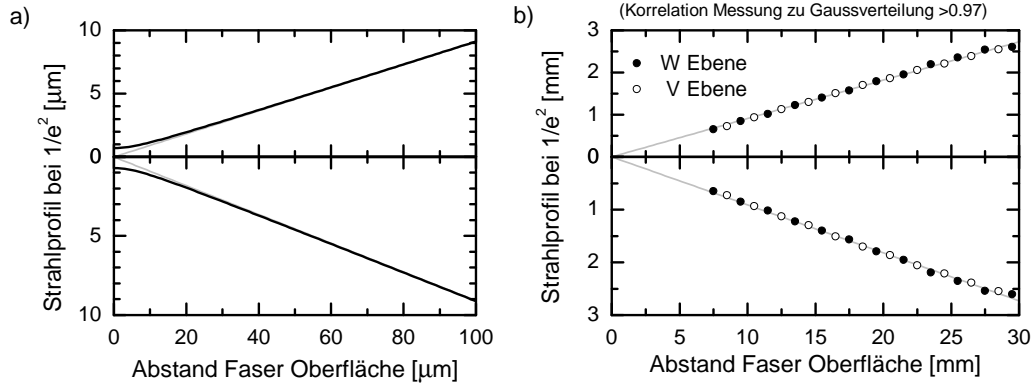 a)
10
5
0
5
10
Strahlprofil bei 1/e² [µm]
0 20 40 60 80 100
Abstand Faser Oberfläche [µm]
b)
(Korrelation Messung zu Gaussverteilung >0.97)
3
2
1
0
1
2
3
Strahlprofil bei 1/e² [mm]
W Ebene
V Ebene
0 5 10 15 20 25 30
Abstand Faser Oberfläche [mm]